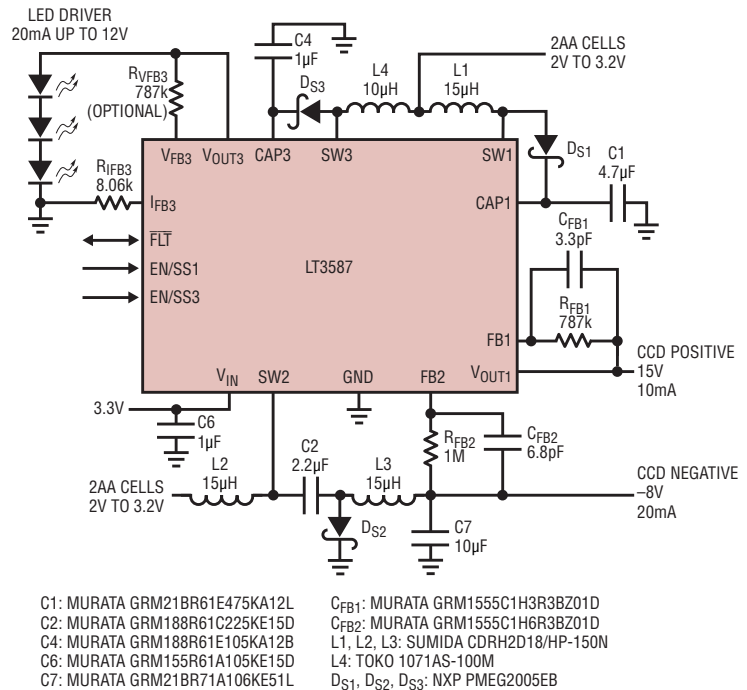 LED DRIVER
20mA UP TO 12V
C4
1µF
2AA CELLS
2V TO 3.2V
RVFB3
787k
(OPTIONAL)
DS3
L4
10µH
L1
15µH
VFB3
VOUT3
CAP3
SW3
SW1
DS1
C1
4.7µF
RIFB3
8.06k
IFB3
CAP1
CFB1
3.3pF
FLT
EN/SS1
EN/SS3
LT3587
RFB1
787k
FB1
VOUT1
CCD POSITIVE
15V
10mA
VIN
SW2
GND
FB2
3.3V
C6
1µF
RFB2
1M
CFB2
6.8pF
L2
15µH
C2
2.2µF
L3
15µH
2AA CELLS
2V TO 3.2V
DS2
C7
10µF
CCD NEGATIVE
–8V
20mA
C1: MURATA GRM21BR61E475KA12L
C2: MURATA GRM188R61C225KE15D
C4: MURATA GRM188R61E105KA12B
C6: MURATA GRM155R61A105KE15D
C7: MURATA GRM21BR71A106KE51L
CFB1: MURATA GRM1555C1H3R3BZ01D
CFB2: MURATA GRM1555C1H6R3BZ01D
L1, L2, L3: SUMIDA CDRH2D18/HP-150N
L4: TOKO 1071AS-100M
DS1, DS2, DS3: NXP PMEG2005EB